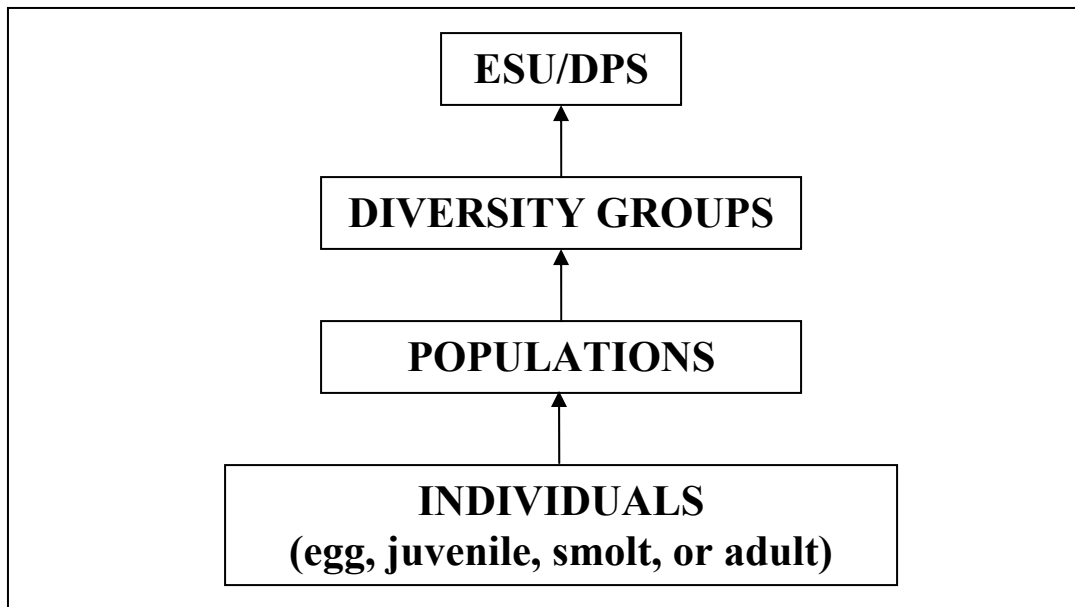 ESU/DPS
DIVERSITY GROUPS
POPULATIONS
INDIVIDUALS
(egg, juvenile, smolt, or adult)